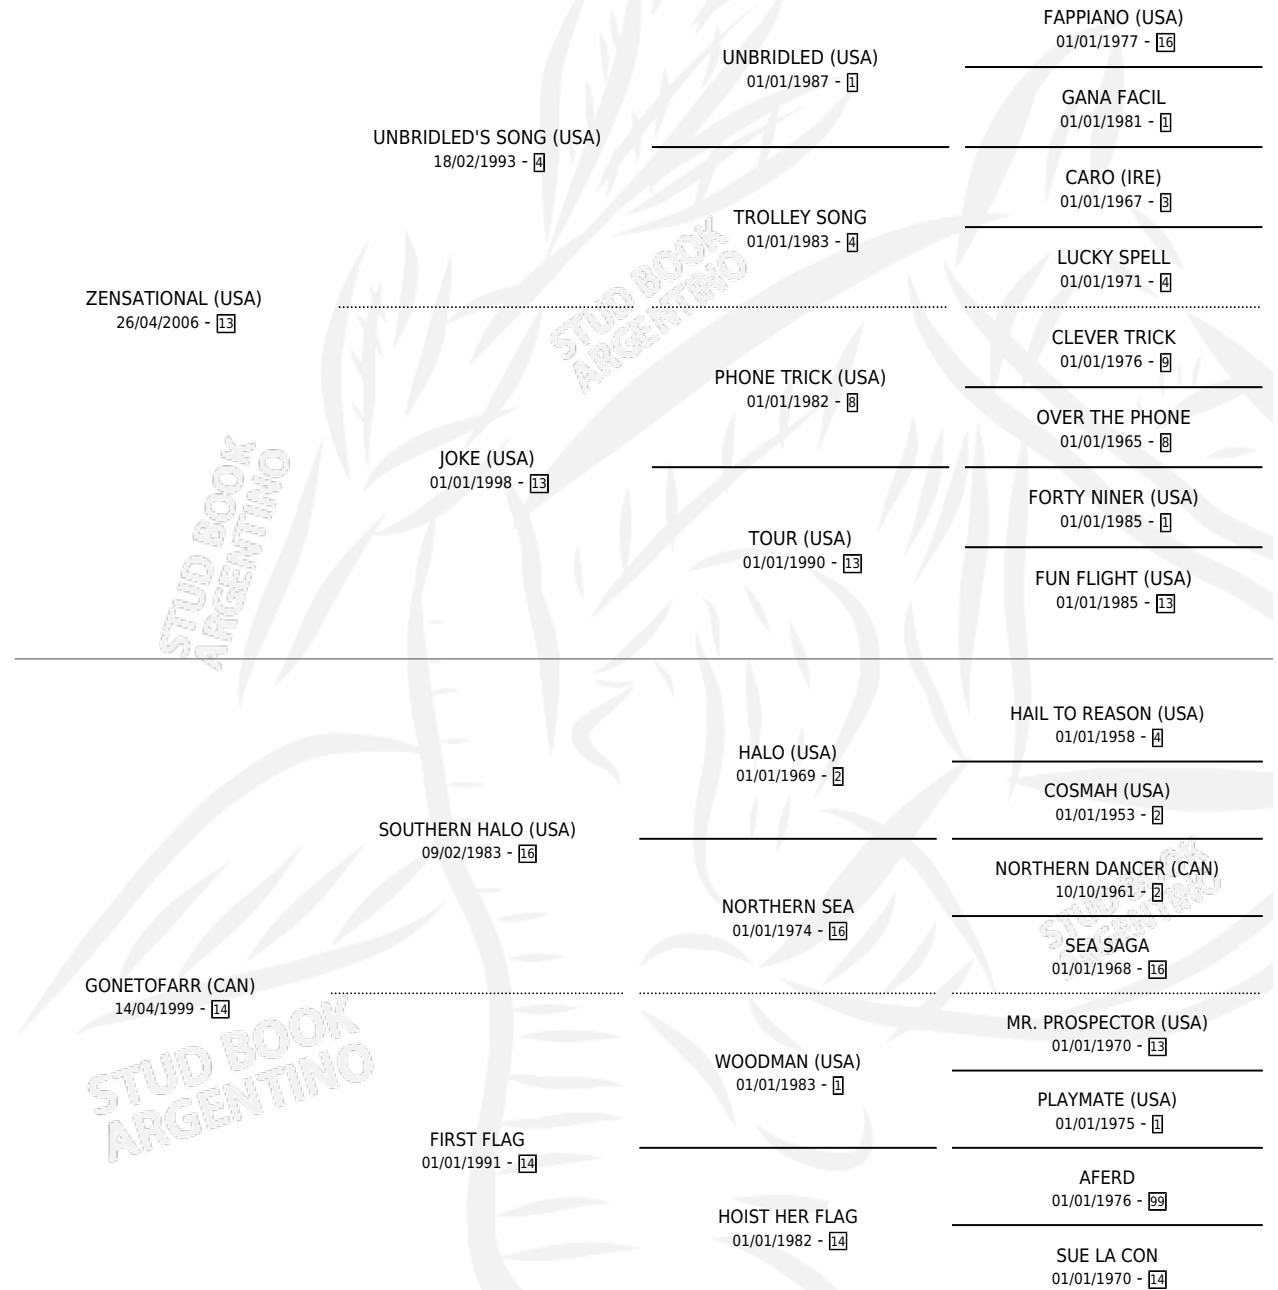 FAPPIANO (USA)
01/01/1977 - 16
UNBRIDLED (USA)
01/01/1987 - 1
GANA FACIL
01/01/1981 - 1
UNBRIDLED'S SONG (USA)
18/02/1993 - 4
CARO (IRE)
01/01/1967 - 3
TROLLEY SONG
01/01/1983 - 4
LUCKY SPELL
01/01/1971 - 4
ZENSATIONAL (USA)
26/04/2006 - 13
STUD BOOK
ARGENTINO
CLEVER TRICK
01/01/1976 - 9
PHONE TRICK (USA)
01/01/1982 - 8
OVER THE PHONE
01/01/1965 - 8
JOKE (USA)
01/01/1998 - 13
FORTY NINER (USA)
01/01/1985 - 1
TOUR (USA)
01/01/1990 - 13
FUN FLIGHT (USA)
01/01/1985 - 13
STUD BOOK
ARGENTINO
HAIL TO REASON (USA)
01/01/1958 - 4
HALO (USA)
01/01/1969 - 2
COSMAH (USA)
01/01/1953 - 2
SOUTHERN HALO (USA)
09/02/1983 - 16
NORTHERN DANCER (CAN)
10/10/1961 - 2
NORTHERN SEA
01/01/1974 - 16
STUD BOOK
ARGENTINO
SEA SAGA
01/01/1968 - 16
GONETOFARR (CAN)
14/04/1999 - 14
MR. PROSPECTOR (USA)
01/01/1970 - 13
WOODMAN (USA)
01/01/1983 - 1
PLAYMATE (USA)
01/01/1975 - 1
STUD BOOK
ARGENTINO
FIRST FLAG
01/01/1991 - 14
AFERD
01/01/1976 - 99
HOIST HER FLAG
01/01/1982 - 14
SUE LA CON
01/01/1970 - 14